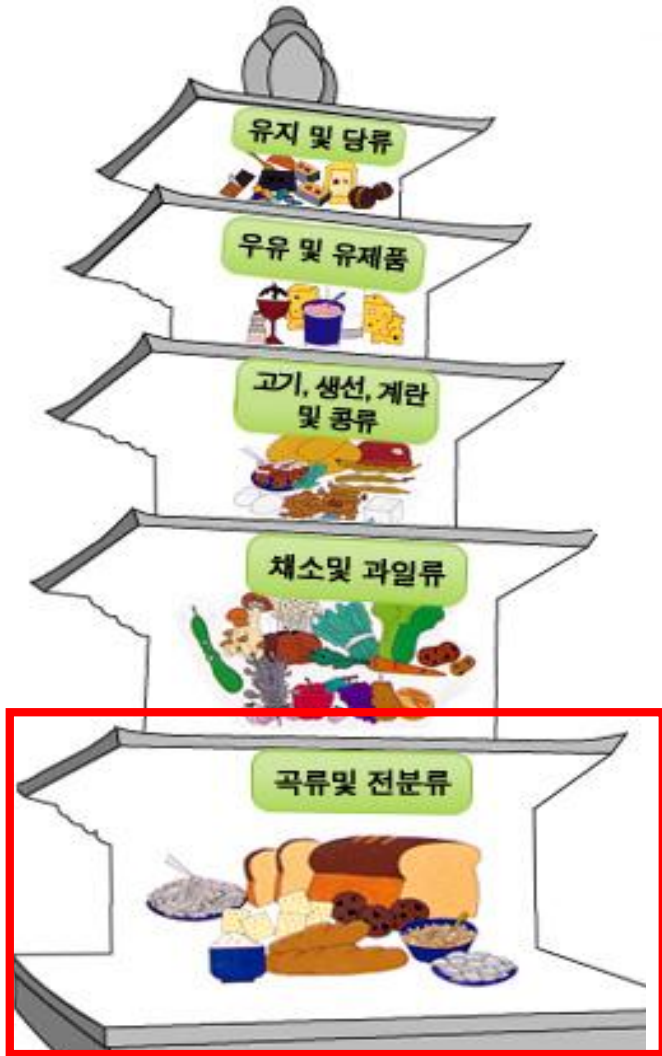 유지 및 당류
우유 및 유제품
고기, 생선, 계란
및 콩류
채소및 과일류
곡류및 전분류